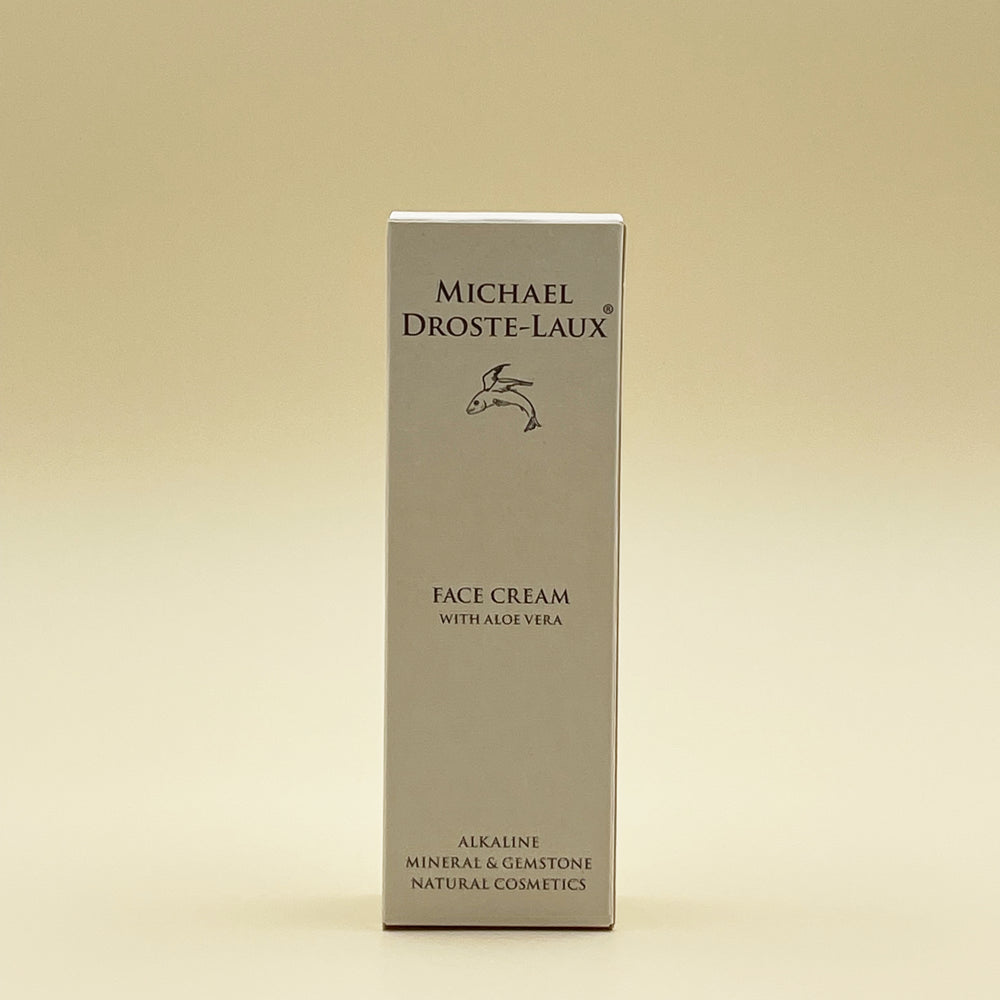 MICHAEL
DROSTE-LAUX®
FACE CREAM
WITH ALOE VERA
ALKALINE
MINERAL & GEMSTONE
NATURAL COSMETICS